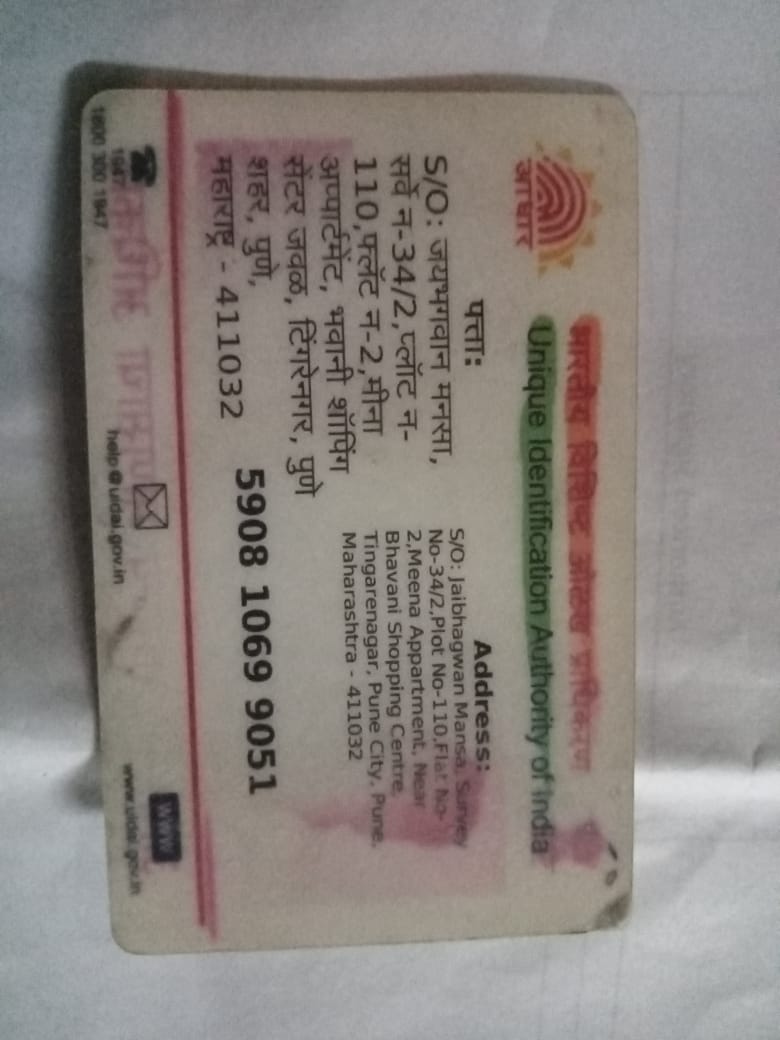 भारतीय विशिष्ट ओळख प्राधिकरण
Unique Identification Authority of India
आधार
पत्ता:
S/O: जयभगवान मनसा,
सर्वे न-34/2,प्लॉट न-
110,फ्लॅट न-2,मीना
अप्पार्टमेंट, भवानी शॉपिंग
सेंटर जवळ, टिंगरेनगर, पुणे
शहर, पुणे,
महाराष्ट्र - 411032
Address:
S/O: Jaibhagwan Mansa, Survey
No-34/2,Plot No-110,Flat No-
2,Meena Appartment, Near
Bhavani Shopping Centre,
Tingarenagar, Pune City, Pune,
Maharashtra - 411032
5908 1069 9051
1947
1800 300 1947
help@uidai.gov.in
WWW
www.uidai.gov.in